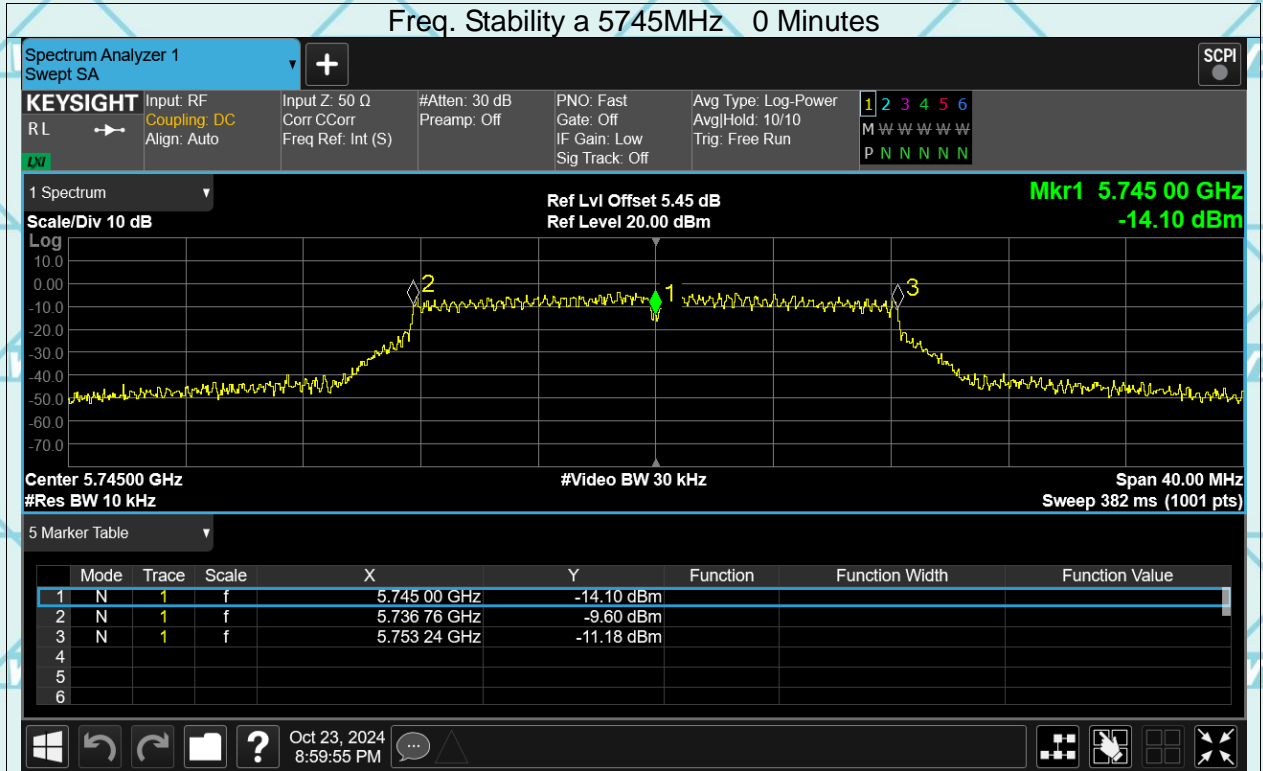 Freq. Stability a 5745MHz 0 Minutes
Spectrum Analyzer 1
Swept SA
+
SCPI
KEYSIGHT
RL
LXI
Input: RF
Coupling: DC
Align: Auto
Input Z: 50 Ω
Corr CCorr
Freq Ref: Int (S)
#Atten: 30 dB
Preamp: Off
PNO: Fast
Gate: Off
IF Gain: Low
Sig Track: Off
Avg Type: Log-Power
Avg|Hold: 10/10
Trig: Free Run
1 2 3 4 5 6
M W W W W W
P N N N N N
1 Spectrum
Scale/Div 10 dB
Ref Lvl Offset 5.45 dB
Ref Level 20.00 dBm
Mkr1 5.745 00 GHz
-14.10 dBm
Log
10.0
0.00
-10.0
-20.0
-30.0
-40.0
-50.0
-60.0
-70.0
2
1
3
Center 5.74500 GHz
#Video BW 30 kHz
Span 40.00 MHz
#Res BW 10 kHz
Sweep 382 ms (1001 pts)
5 Marker Table
Mode Trace Scale X Y Function Function Width Function Value
1 N 1 f 5.745 00 GHz -14.10 dBm
2 N 1 f 5.736 76 GHz -9.60 dBm
3 N 1 f 5.753 24 GHz -11.18 dBm
4
5
6
?
Oct 23, 2024
8:59:55 PM